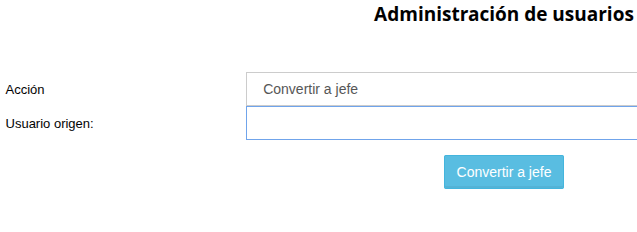 Administración de usuarios
Acción
Convertir a jefe
Usuario origen:
Convertir a jefe